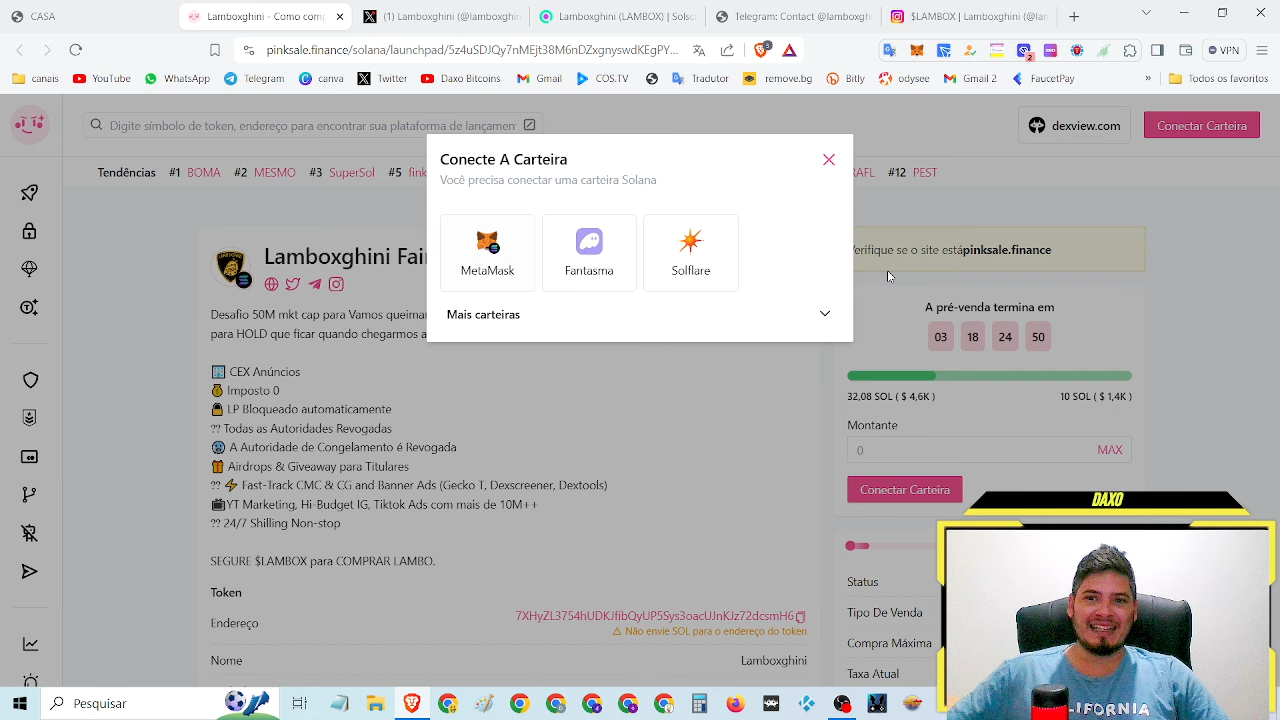 CASA
Lamboxghini - Fair
(1) Lamboxghini (@lambox
Lamboxghini (LAMBOX) | Sols
Telegram: Contact @lamboxgh
$LAMBOX | Lamboxghini (@la
pinksale.finance/solana/launchpad/5z4uSDJQy7nMEjt38M6nDZxgnyswdKEgPY...
3
2
VPN
canais
YouTube
WhatsApp
Telegram
canva
Twitter
Daxo Bitcoins
Gmail
COS.TV
Tradutor
remove.bg
Bitly
odysee
Gmail 2
FaucetPay
»
Todos os favoritos
Digite símbolo de token, endereço para encontrar sua plataforma de lançamen
dexview.com
Conectar Carteira
Tendências #1 BOMA #2 MESMO #3 SuperSol #5 fink
RAFL #12 PEST
Conecte A Carteira
Você precisa conectar uma carteira Solana
MetaMask
Fantasma
Solflare
Mais carteiras
Lamboxghini Fair
Desafio 50M mkt cap para Vamos queimar
para HOLD que ficar quando chegarmos a
CEX Anúncios
Imposto 0
LP Bloqueado automaticamente
?? Todas as Autoridades Revogadas
A Autoridade de Congelamento é Revogada
Airdrops & Giveaway para Titulares
?? ⚡ Fast-Track CMC & CG and Banner Ads (Gecko T, Dexscreener, Dextools)
YT Marketing, Hi-Budget IG, Tiktok Ads com mais de 10M++
?? 24/7 Shilling Non-stop
SEGURE $LAMBOX PARA COMPRAR LAMBO.
Token
Endereço
7XHyZL3754hUDKJfibQyUP5Sys3oacUJnKJz72dcsmH6
⚠ Não envie SOL para o endereço do token
Nome
Lamboxghini
Verifique se o site estápinksale.finance
A pré-venda termina em
03 18 24 50
32,08 SOL ( $ 4,6K )
10 SOL ( $ 1,4K )
Montante
0
MAX
Conectar Carteira
Status
Tipo De Venda
Compra Máxima
Taxa Atual
DAXO
LIFORNIA
Pesquisar